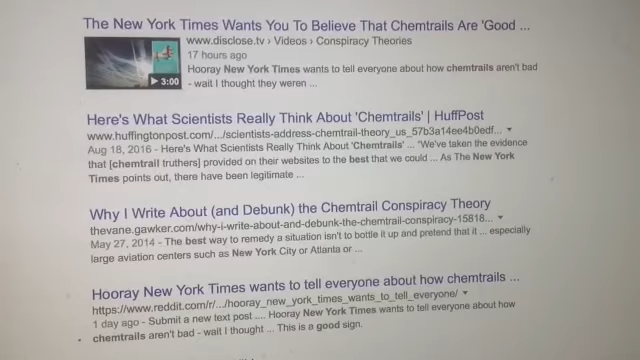 The New York Times Wants You To Believe That Chemtrails Are 'Good ...
www.disclose.tv › Videos › Conspiracy Theories
17 hours ago
Hooray New York Times wants to tell everyone about how chemtrails aren't bad
- wait I thought they weren ...
3:00
Here's What Scientists Really Think About 'Chemtrails' | HuffPost
www.huffingtonpost.com/.../scientists-address-chemtrail-theory_us_57b3a14ee4b0edf...
Aug 18, 2016 - Here's What Scientists Really Think About 'Chemtrails' ... "We've taken the evidence
that [chemtrail truthers] provided on their websites to the best that we could ... As The New York
Times points out, there have been legitimate ...
Why I Write About (and Debunk) the Chemtrail Conspiracy Theory
thevane.gawker.com/why-i-write-about-and-debunk-the-chemtrail-conspiracy-15818...
May 27, 2014 - The best way to remedy a situation isn't to bottle it up and pretend that it ... especially
large aviation centers such as New York City or Atlanta or ...
Hooray New York Times wants to tell everyone about how chemtrails ...
https://www.reddit.com/r/.../hooray_new_york_times_wants_to_tell_everyone/
1 day ago - Submit a new text post .... Hooray New York Times wants to tell everyone about how
chemtrails aren't bad - wait I thought ... This is a good sign.